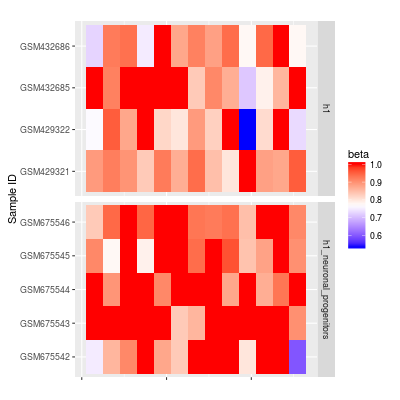 GSM432686
GSM432685
GSM429322
GSM429321
h1
GSM675546
GSM675545
GSM675544
GSM675543
GSM675542
h1_neuronal_progenitors
Sample ID
beta
1.0
0.9
0.8
0.7
0.6